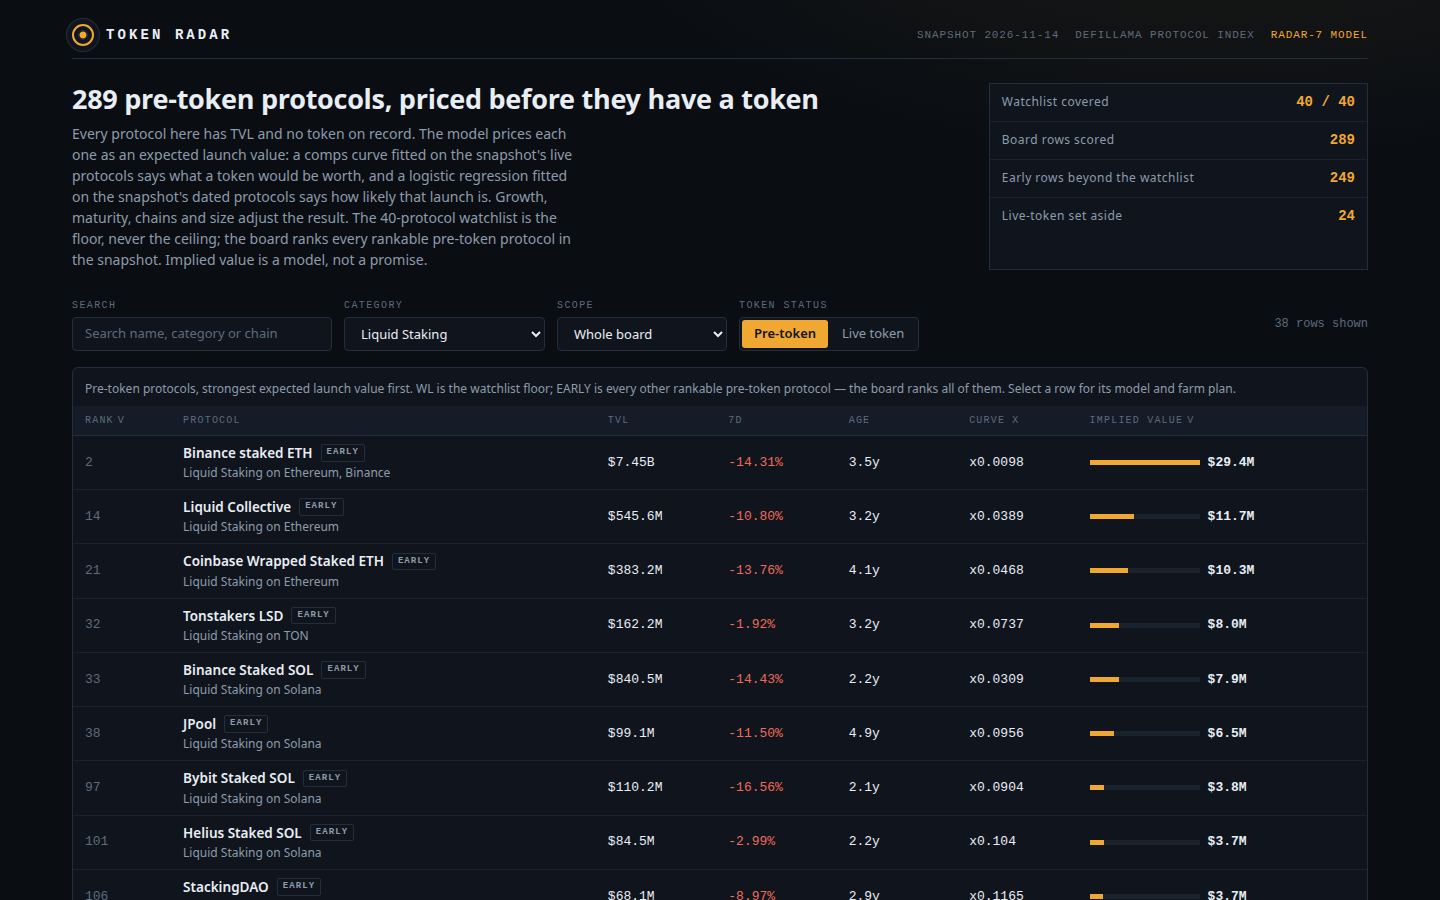 TOKEN RADAR
SNAPSHOT 2026-11-14 DEFILLAMA PROTOCOL INDEX RADAR-7 MODEL
289 pre-token protocols, priced before they have a token
Every protocol here has TVL and no token on record. The model prices each
one as an expected launch value: a comps curve fitted on the snapshot's live
protocols says what a token would be worth, and a logistic regression fitted
on the snapshot's dated protocols says how likely that launch is. Growth,
maturity, chains and size adjust the result. The 40-protocol watchlist is the
floor, never the ceiling; the board ranks every rankable pre-token protocol in
the snapshot. Implied value is a model, not a promise.
Watchlist covered 40 / 40
Board rows scored 289
Early rows beyond the watchlist 249
Live-token set aside 24
SEARCH CATEGORY SCOPE TOKEN STATUS
Search name, category or chain Liquid Staking Whole board Pre-token Live token
38 rows shown
Pre-token protocols, strongest expected launch value first. WL is the watchlist floor; EARLY is every other rankable pre-token protocol — the board ranks all of them. Select a row for its model and farm plan.
RANK V PROTOCOL TVL 7D AGE CURVE X IMPLIED VALUE V
2 Binance staked ETH EARLY $7.45B -14.31% 3.5y x0.0098 $29.4M
Liquid Staking on Ethereum, Binance
14 Liquid Collective EARLY $545.6M -10.80% 3.2y x0.0389 $11.7M
Liquid Staking on Ethereum
21 Coinbase Wrapped Staked ETH EARLY $383.2M -13.76% 4.1y x0.0468 $10.3M
Liquid Staking on Ethereum
32 Tonstakers LSD EARLY $162.2M -1.92% 3.2y x0.0737 $8.0M
Liquid Staking on TON
33 Binance Staked SOL EARLY $840.5M -14.43% 2.2y x0.0309 $7.9M
Liquid Staking on Solana
38 JPool EARLY $99.1M -11.50% 4.9y x0.0956 $6.5M
Liquid Staking on Solana
97 Bybit Staked SOL EARLY $110.2M -16.56% 2.1y x0.0904 $3.8M
Liquid Staking on Solana
101 Helius Staked SOL EARLY $84.5M -2.99% 2.2y x0.104 $3.7M
Liquid Staking on Solana
106 StackingDAO EARLY $68.1M -8.97% 2.9y x0.1165 $3.7M